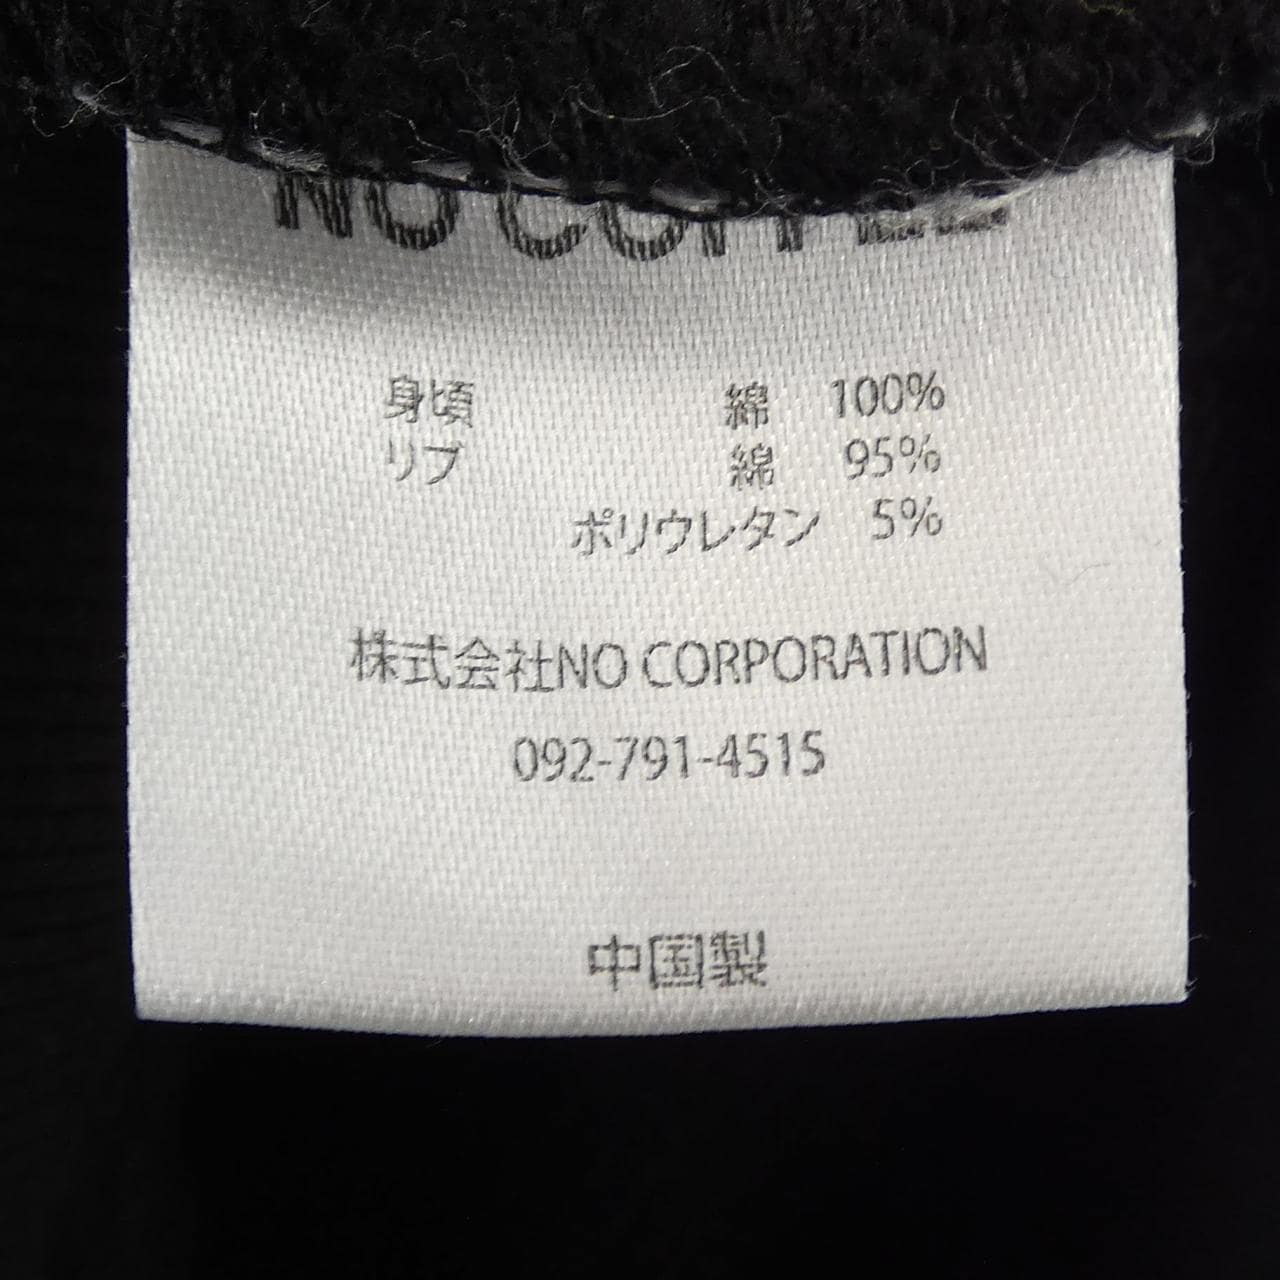 NO
身頃 綿 100%
リブ 綿 95%
ポリウレタン 5%
株式会社NO CORPORATION
092-791-4515
中国製